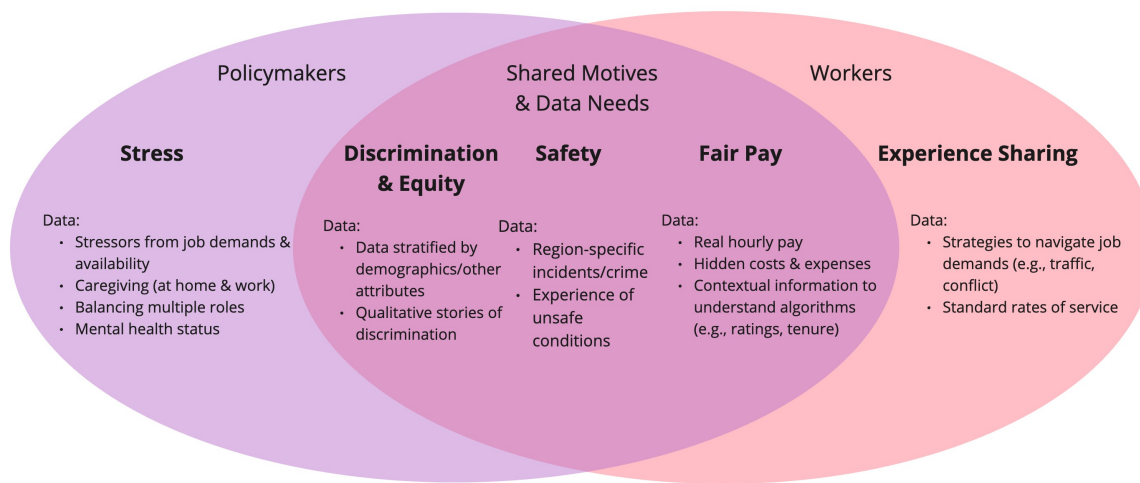 Policymakers
Shared Motives
& Data Needs
Workers
Stress
Data:
• Stressors from job demands &
availability
• Caregiving (at home & work)
• Balancing multiple roles
• Mental health status
Discrimination
& Equity
Data:
• Data stratified by
demographics/other
attributes
• Qualitative stories of
discrimination
Safety
Data:
• Region-specific
incidents/crime
• Experience of
unsafe
conditions
Fair Pay
Data:
• Real hourly pay
• Hidden costs & expenses
• Contextual information to
understand algorithms
(e.g., ratings, tenure)
Experience Sharing
Data:
• Strategies to navigate job
demands (e.g., traffic,
conflict)
• Standard rates of service